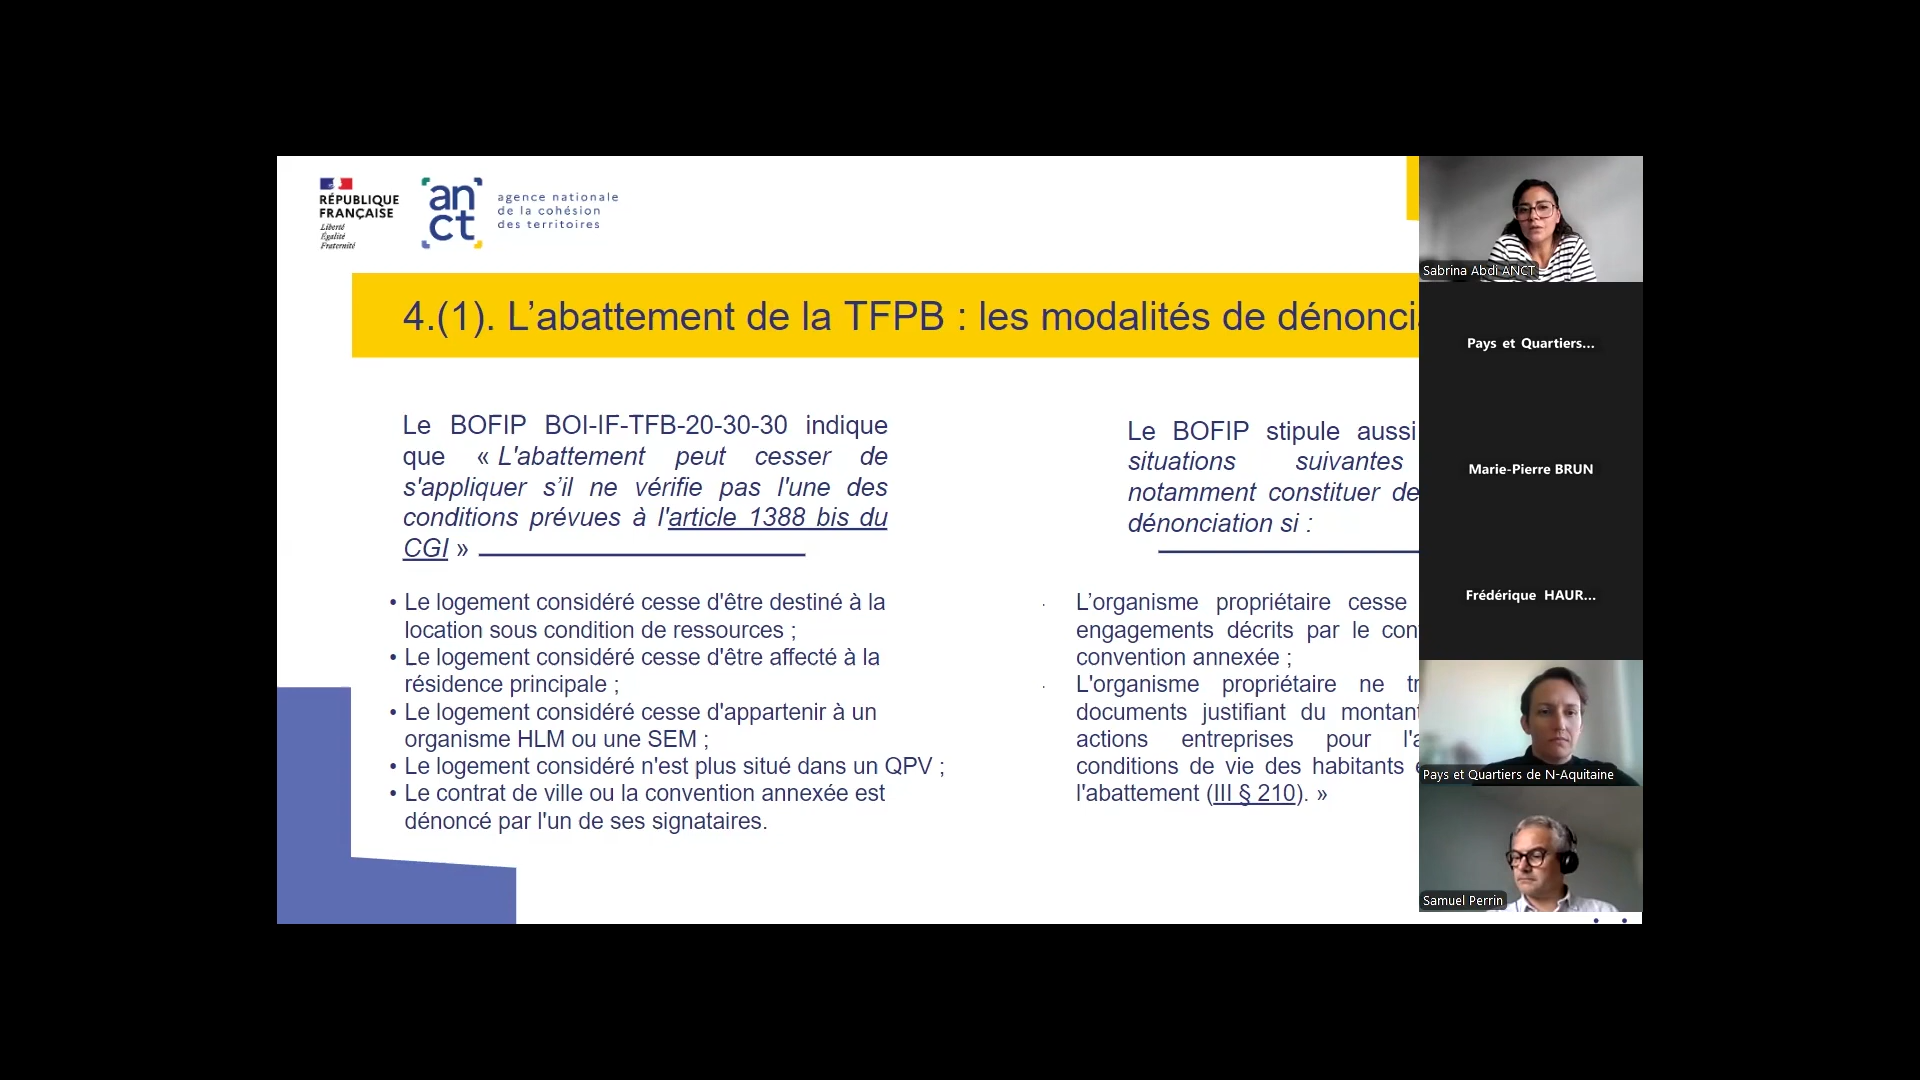 RÉPUBLIQUE
FRANÇAISE
Liberté
Égalité
Fraternité
an
ct
agence nationale
de la cohésion
des territoires
4.(1). L’abattement de la TFPB : les modalités de dénoncia
Le BOFIP BOI-IF-TFB-20-30-30 indique
que « L'abattement peut cesser de
s'appliquer s’il ne vérifie pas l'une des
conditions prévues à l'article 1388 bis du
CGI »
• Le logement considéré cesse d'être destiné à la
location sous condition de ressources ;
• Le logement considéré cesse d'être affecté à la
résidence principale ;
• Le logement considéré cesse d'appartenir à un
organisme HLM ou une SEM ;
• Le logement considéré n'est plus situé dans un QPV ;
• Le contrat de ville ou la convention annexée est
dénoncé par l'un de ses signataires.
Le BOFIP stipule aussi
situations suivantes
notamment constituer de
dénonciation si :
L’organisme propriétaire cesse
engagements décrits par le con
convention annexée ;
L'organisme propriétaire ne tr
documents justifiant du montant
actions entreprises pour l'a
conditions de vie des habitants
l'abattement (III § 210). »
Sabrina Abdi ANCT
Pays et Quartiers...
Marie-Pierre BRUN
Frédérique HAUR...
Pays et Quartiers de N-Aquitaine
Samuel Perrin